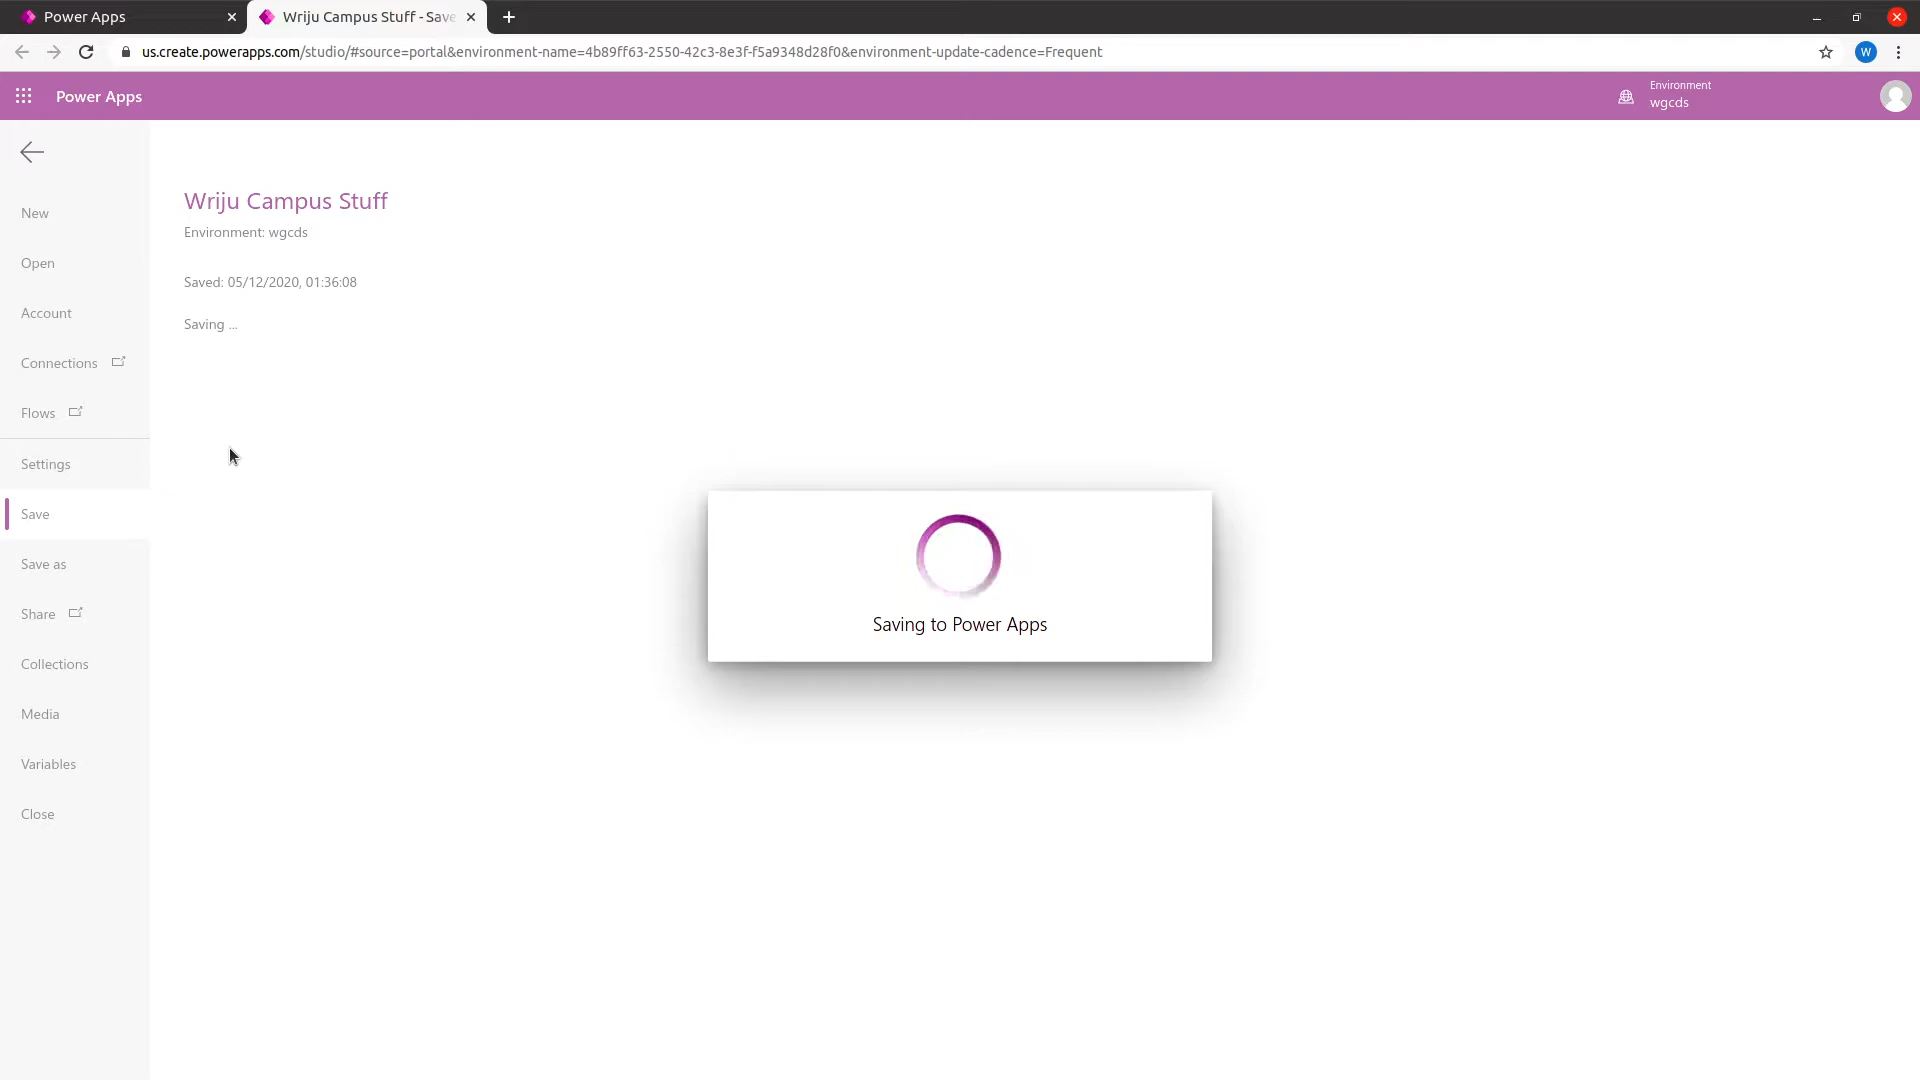 Power Apps
Wriju Campus Stuff - Save
us.create.powerapps.com/studio/#source=portal&environment-name=4b89ff63-2550-42c3-8e3f-f5a9348d28f0&environment-update-cadence=Frequent
W
Power Apps
Environment
wgcds
New
Open
Account
Connections
Flows
Settings
Save
Save as
Share
Collections
Media
Variables
Close
Wriju Campus Stuff
Environment: wgcds
Saved: 05/12/2020, 01:36:08
Saving ...
Saving to Power Apps